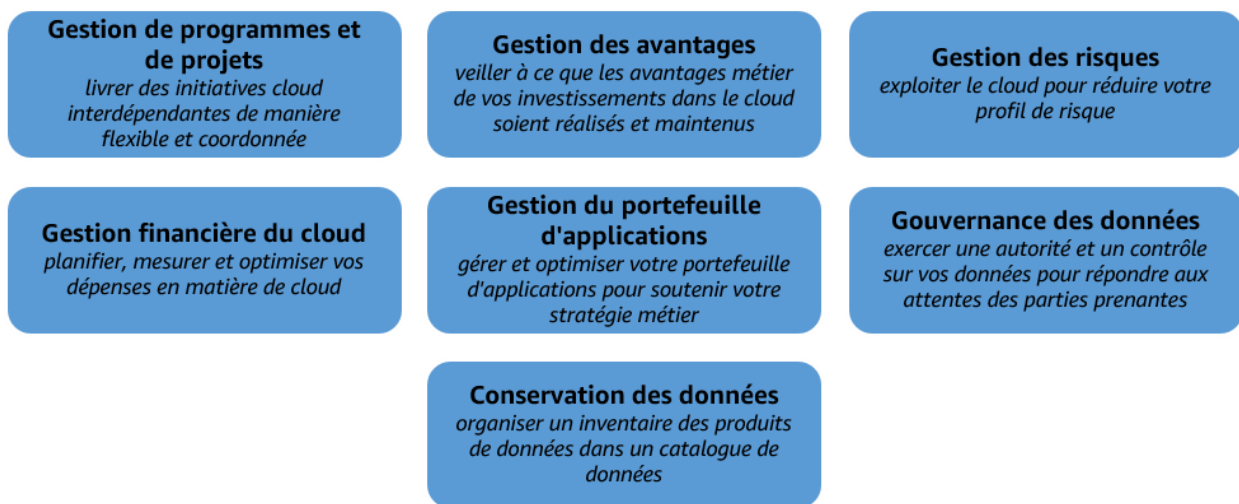 Gestion de programmes et
de projets
livrer des initiatives cloud
interdépendantes de manière
flexible et coordonnée
Gestion des avantages
veiller à ce que les avantages métier
de vos investissements dans le cloud
soient réalisés et maintenus
Gestion des risques
exploiter le cloud pour réduire votre
profil de risque
Gestion financière du cloud
planifier, mesurer et optimiser vos
dépenses en matière de cloud
Gestion du portefeuille
d'applications
gérer et optimiser votre portefeuille
d'applications pour soutenir votre
stratégie métier
Gouvernance des données
exercer une autorité et un contrôle
sur vos données pour répondre aux
attentes des parties prenantes
Conservation des données
organiser un inventaire des produits
de données dans un catalogue de
données